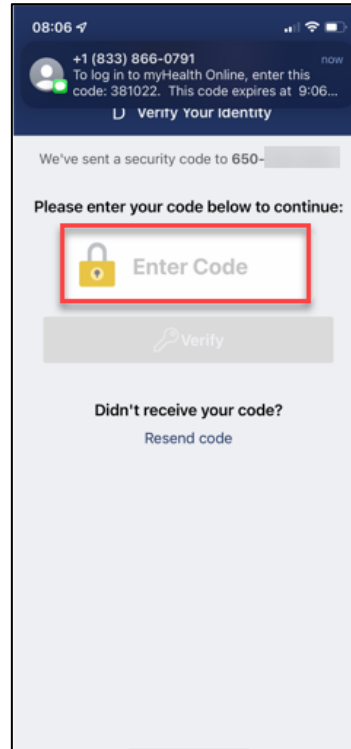 08:06
+1 (833) 866-0791 now
To log in to myHealth Online, enter this
code: 381022. This code expires at 9:06...
Verify Your Identity
We've sent a security code to 650-
Please enter your code below to continue:
Enter Code
Verify
Didn't receive your code?
Resend code